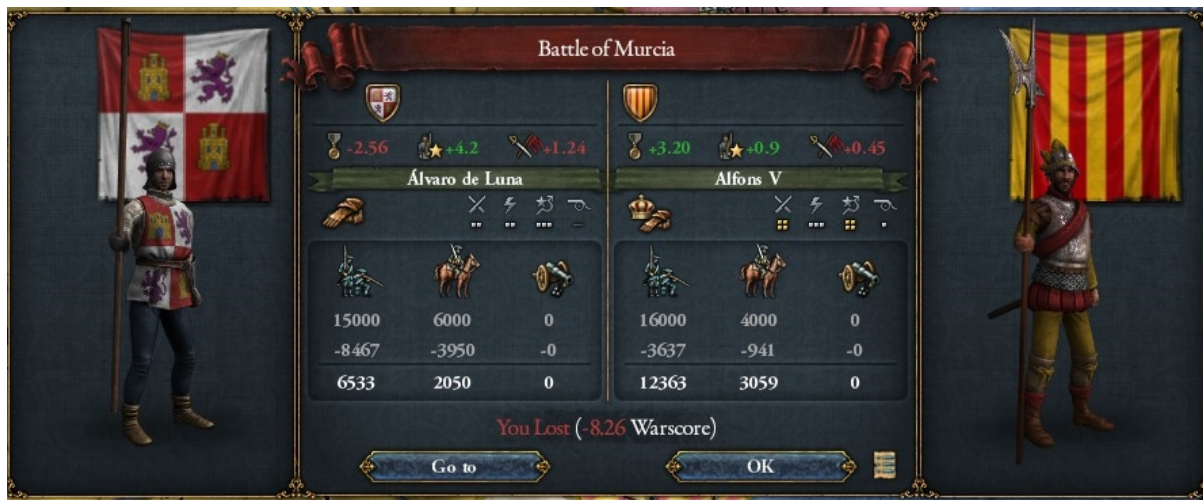 Battle of Murcia
-2.56 +4.2 +1.24 +3.20 +0.9 +0.45
Álvaro de Luna Alfons V
15000 6000 0 16000 4000 0
-8467 -3950 -0 -3637 -941 -0
6533 2050 0 12363 3059 0
You Lost (-8.26 Warscore)
Go to OK